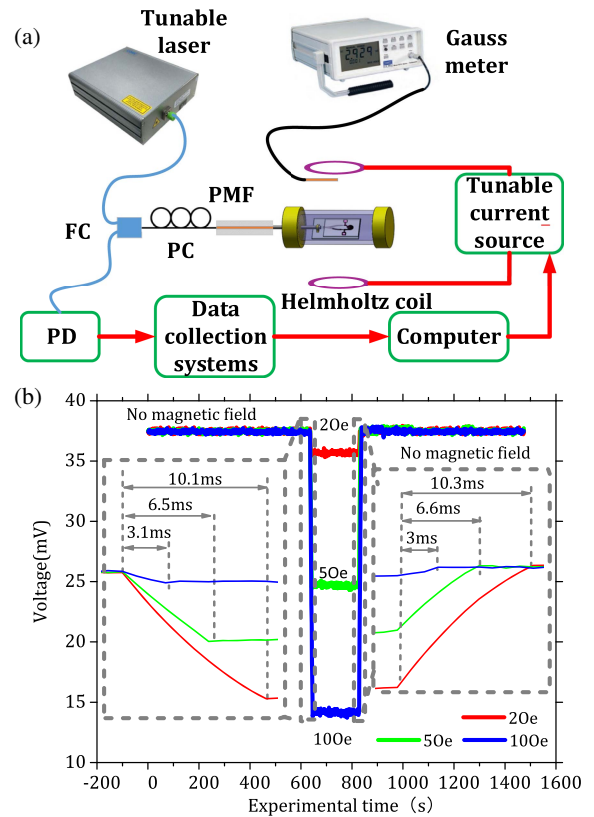 (a)
Tunable
laser
Gauss
meter
2929
PMF
FC
PC
Tunable
current
source
Helmholtz coil
PD
Data
collection
systems
Computer
(b)
40
35
30
25
20
15
10
Voltage(mV)
No magnetic field
2Oe
No magnetic field
10.1ms
6.5ms
3.1ms
10.3ms
6.6ms
3ms
5Oe
10Oe
2Oe
5Oe
10Oe
-200 0 200 400 600 800 1000 1200 1400 1600
Experimental time (s)